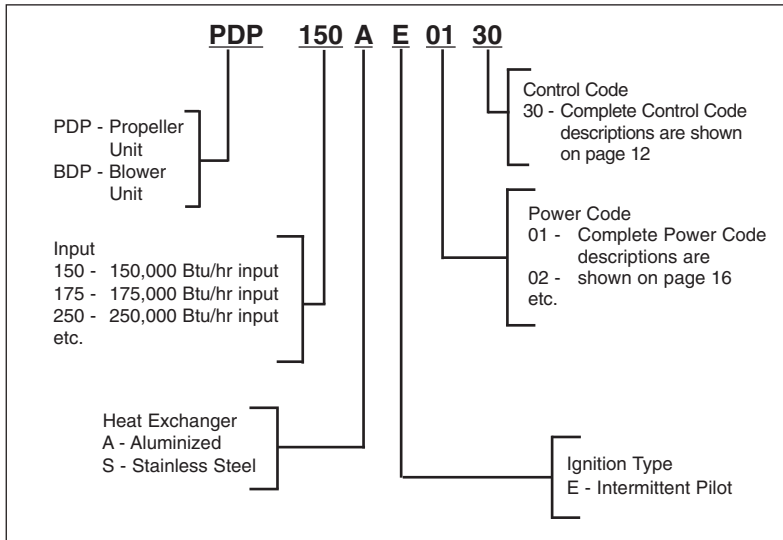 PDP 150 A E 01 30
Control Code
30 - Complete Control Code
descriptions are shown
on page 12
PDP - Propeller
Unit
BDP - Blower
Unit
Power Code
01 - Complete Power Code
descriptions are
02 - shown on page 16
etc.
Input
150 - 150,000 Btu/hr input
175 - 175,000 Btu/hr input
250 - 250,000 Btu/hr input
etc.
Heat Exchanger
A - Aluminized
S - Stainless Steel
Ignition Type
E - Intermittent Pilot